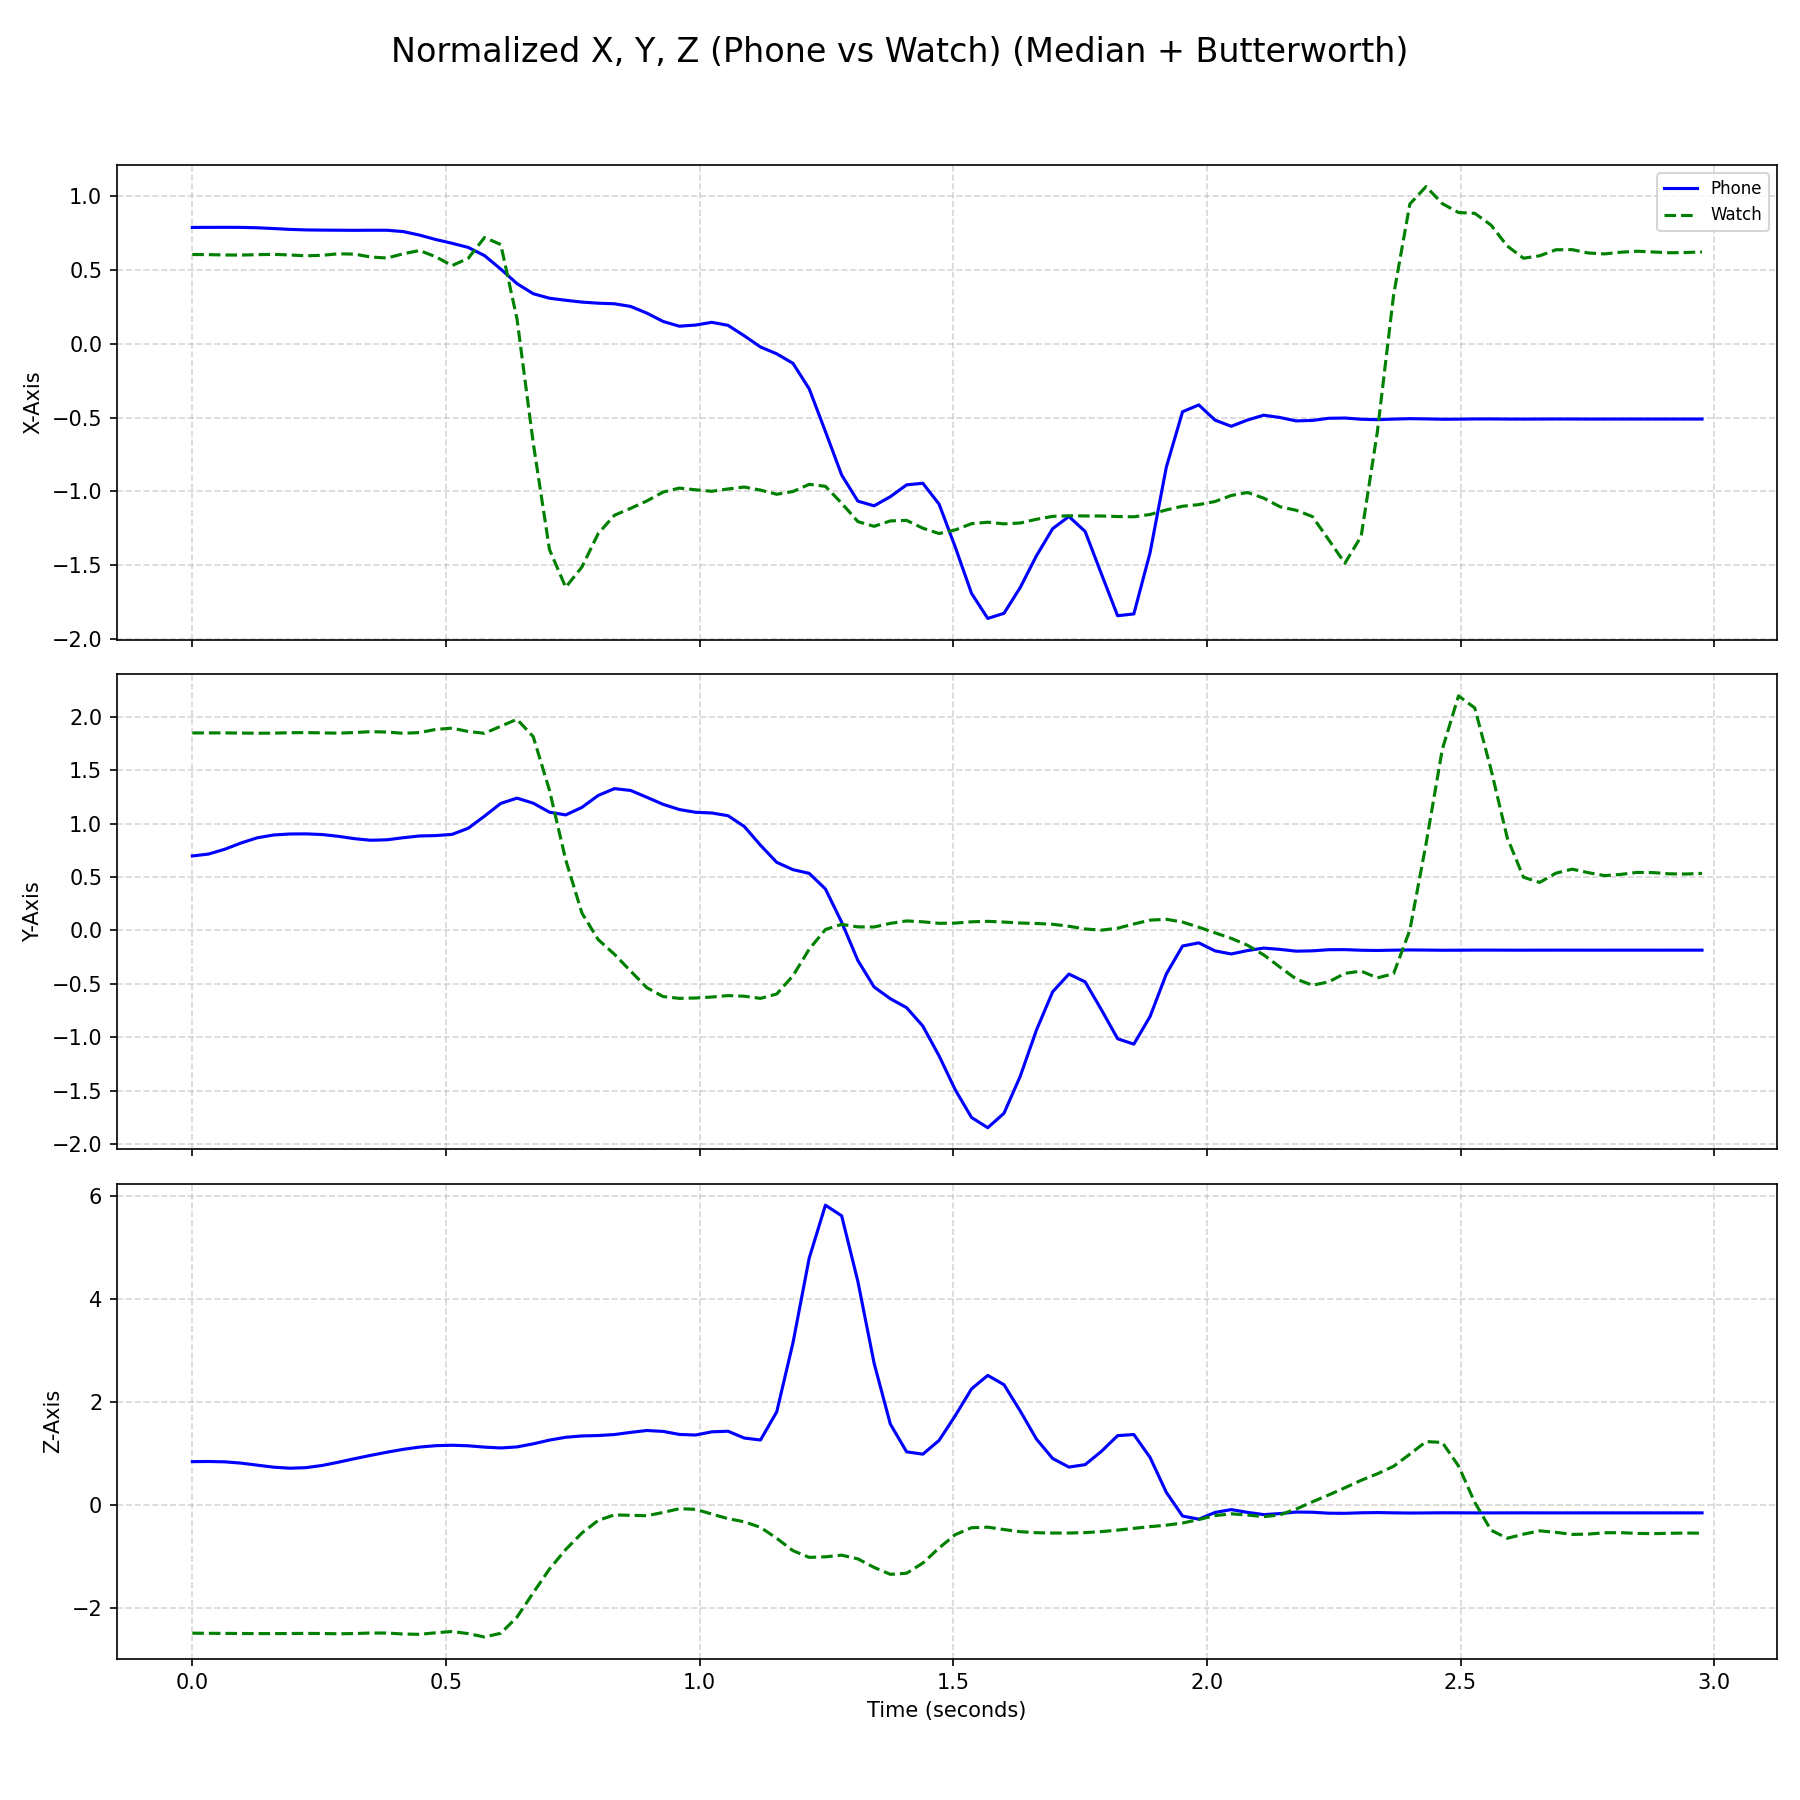 Normalized X, Y, Z (Phone vs Watch) (Median + Butterworth)
Phone
Watch
1.0
0.5
0.0
−0.5
−1.0
−1.5
−2.0
X-Axis
2.0
1.5
1.0
0.5
0.0
−0.5
−1.0
−1.5
−2.0
Y-Axis
6
4
2
0
−2
Z-Axis
0.0 0.5 1.0 1.5 2.0 2.5 3.0
Time (seconds)